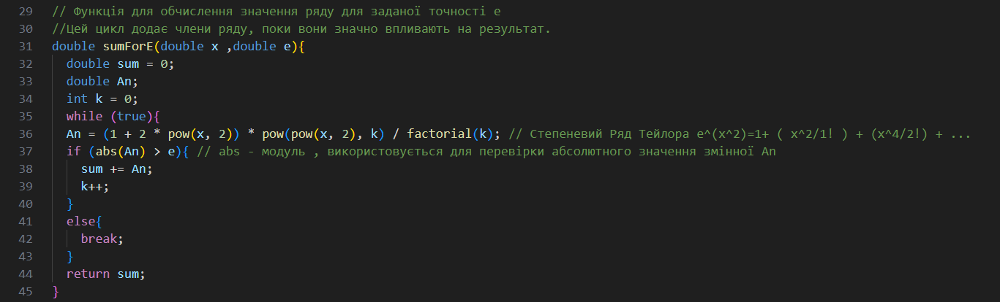 29 // Функція для обчислення значення ряду для заданої точності e
30 //Цей цикл додає члени ряду, поки вони значно впливають на результат.
31 double sumForE(double x ,double e){
32 double sum = 0;
33 double An;
34 int k = 0;
35 while (true){
36 An = (1 + 2 * pow(x, 2)) * pow(pow(x, 2), k) / factorial(k); // Степеневий Ряд Тейлора e^(x^2)=1+ ( x^2/1! ) + (x^4/2!) + ...
37 if (abs(An) > e){ // abs - модуль , використовується для перевірки абсолютного значення змінної An
38 sum += An;
39 k++;
40 }
41 else{
42 break;
43 }
44 return sum;
45 }